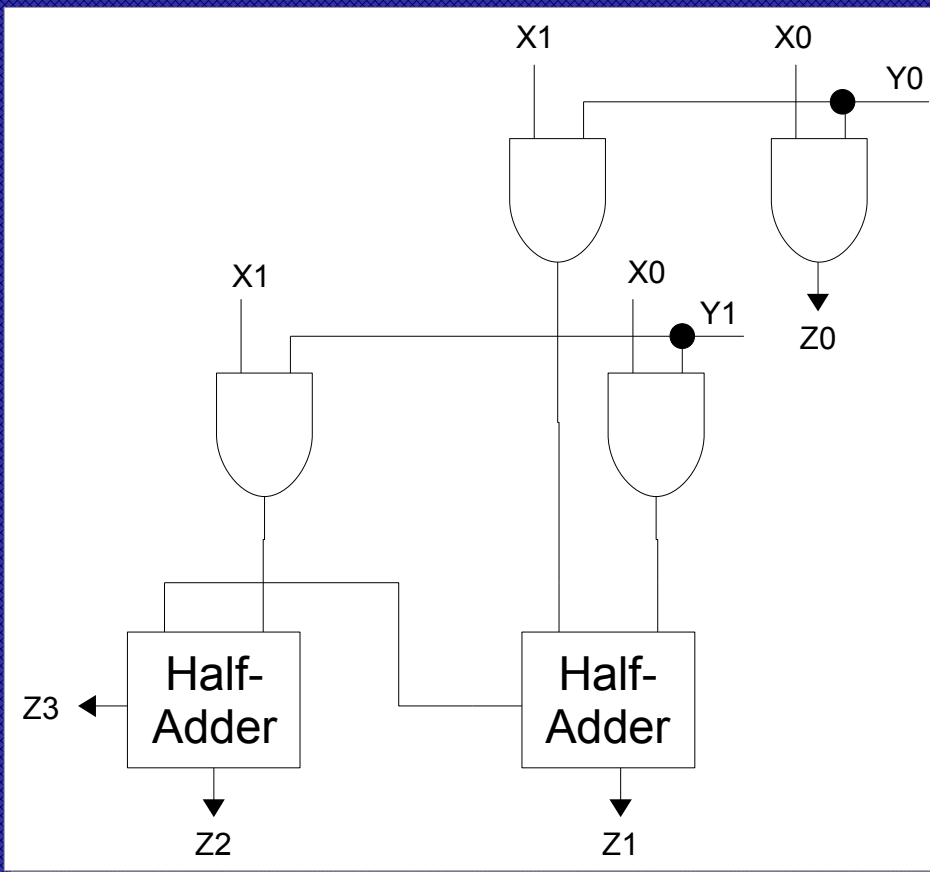 X1
X0
Y0
X1
X0
Y1
Z0
Half-
Adder
Half-
Adder
Z3
Z2
Z1